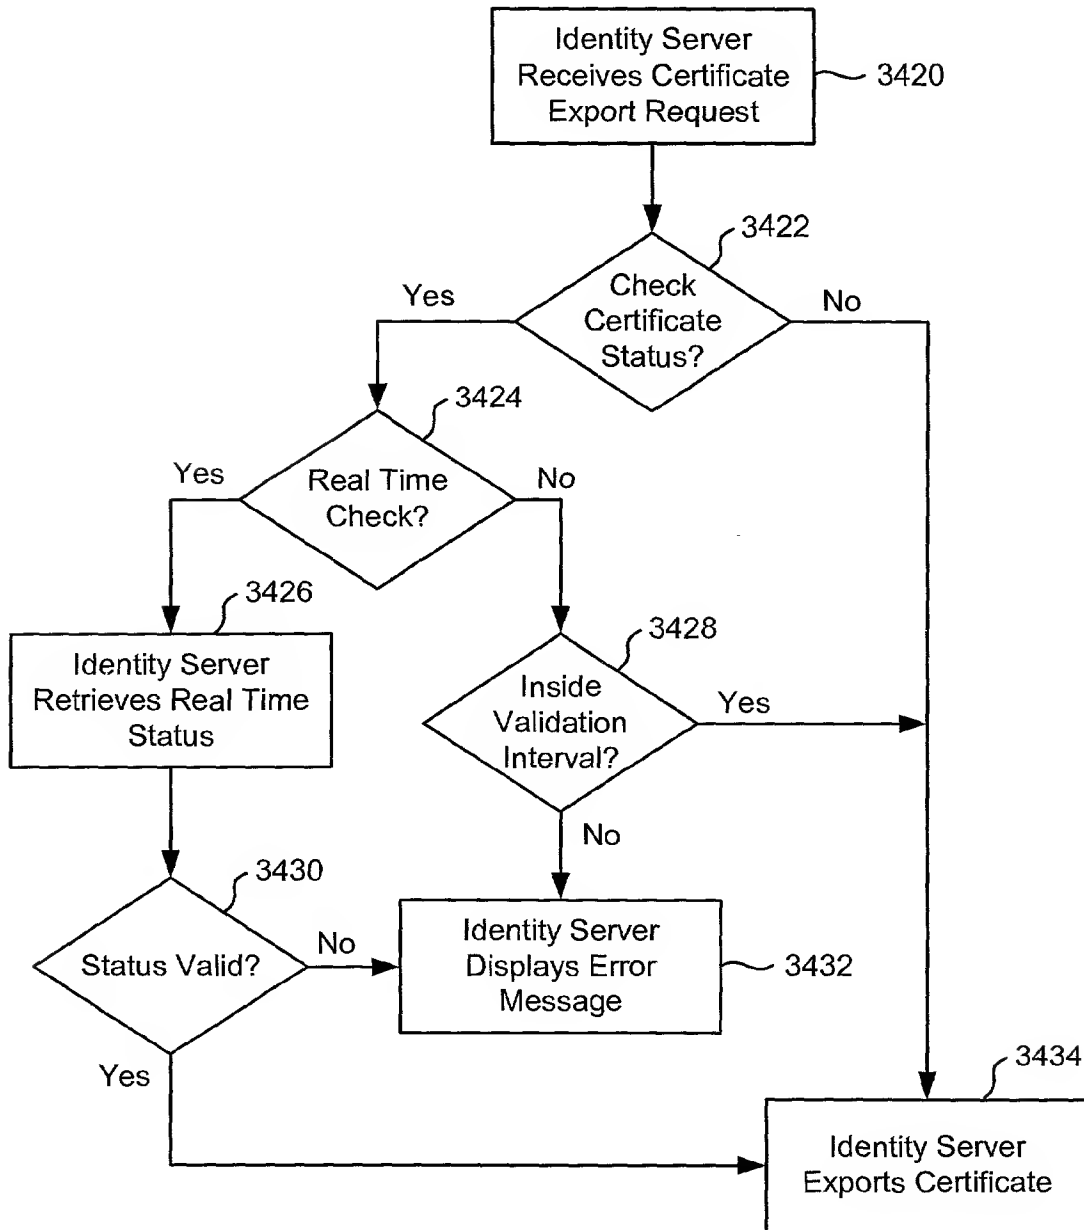 Identity Server
Receives Certificate
Export Request
3420
3422
Check
Certificate
Status?
Yes
No
3424
Real Time
Check?
Yes
No
3426
Identity Server
Retrieves Real Time
Status
3428
Inside
Validation
Interval?
Yes
No
3430
Status Valid?
No
Yes
Identity Server
Displays Error
Message
3432
3434
Identity Server
Exports Certificate